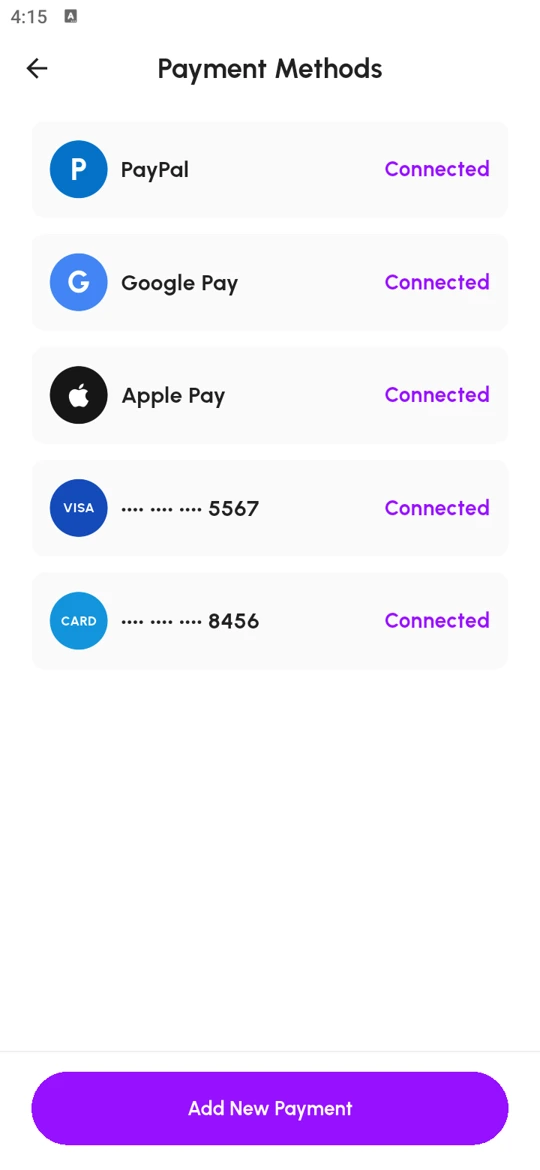 4:15 A
Payment Methods
P PayPal Connected
G Google Pay Connected
Apple Pay Connected
VISA •••• •••• •••• 5567 Connected
CARD •••• •••• •••• 8456 Connected
Add New Payment